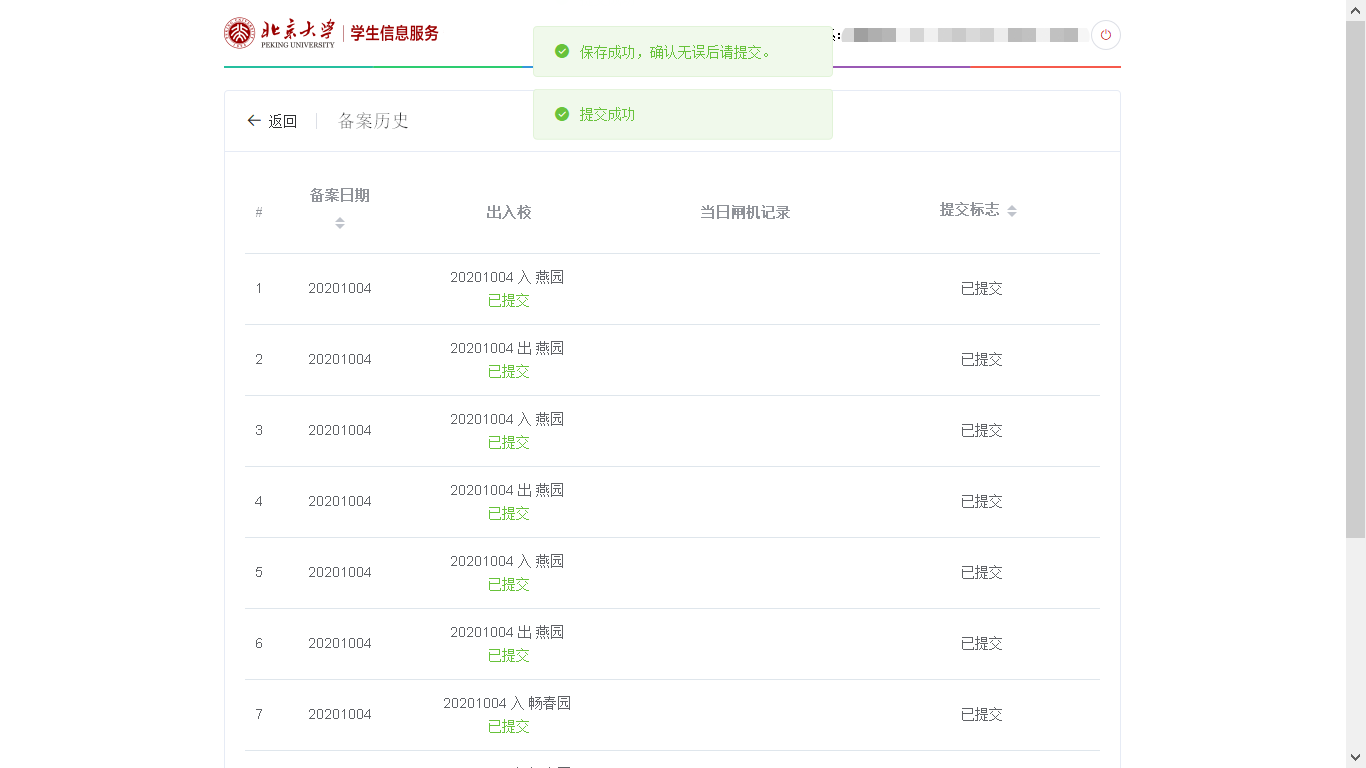 北京大学 学生信息服务
PEKING UNIVERSITY
保存成功，确认无误后请提交。
提交成功
返回 备案历史
# 备案日期 出入校 当日闸机记录 提交标志
1 20201004 20201004 入 燕园 已提交
已提交
2 20201004 20201004 出 燕园 已提交
已提交
3 20201004 20201004 入 燕园 已提交
已提交
4 20201004 20201004 出 燕园 已提交
已提交
5 20201004 20201004 入 燕园 已提交
已提交
6 20201004 20201004 出 燕园 已提交
已提交
7 20201004 20201004 入 畅春园 已提交
已提交